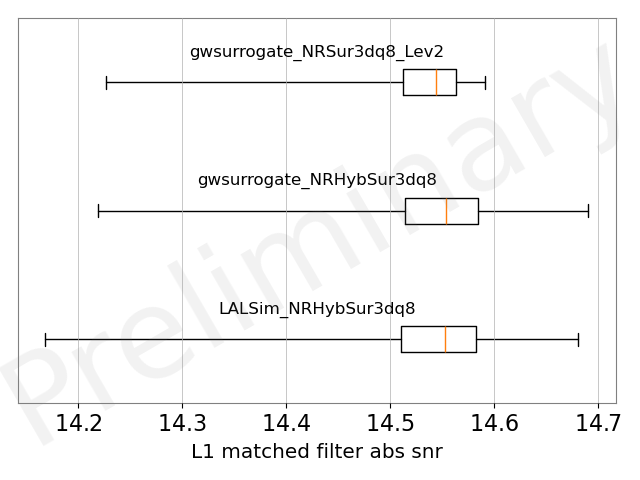 gwsurrogate_NRSur3dq8_Lev2
gwsurrogate_NRHybSur3dq8
LALSim_NRHybSur3dq8
Preliminary
14.2 14.3 14.4 14.5 14.6 14.7
L1 matched filter abs snr